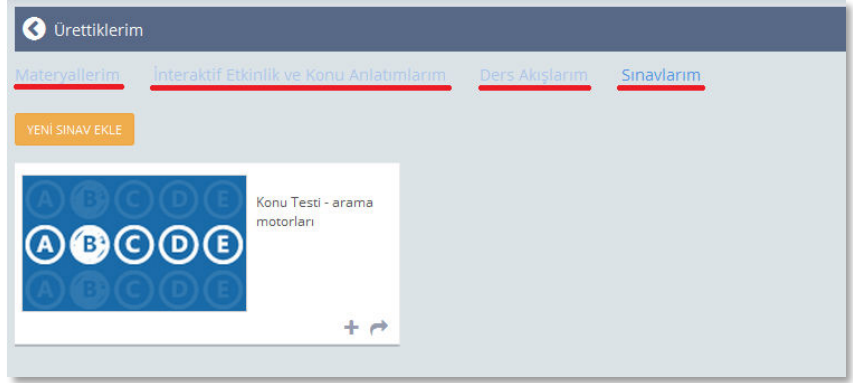 Ürettiklerim
Materyallerim İnteraktif Etkinlik ve Konu Anlatımlarım Ders Akışlarım Sınavlarım
YENİ SINAV EKLE
A B C D E
A B C D E
A B C D E
Konu Testi - arama
motorları